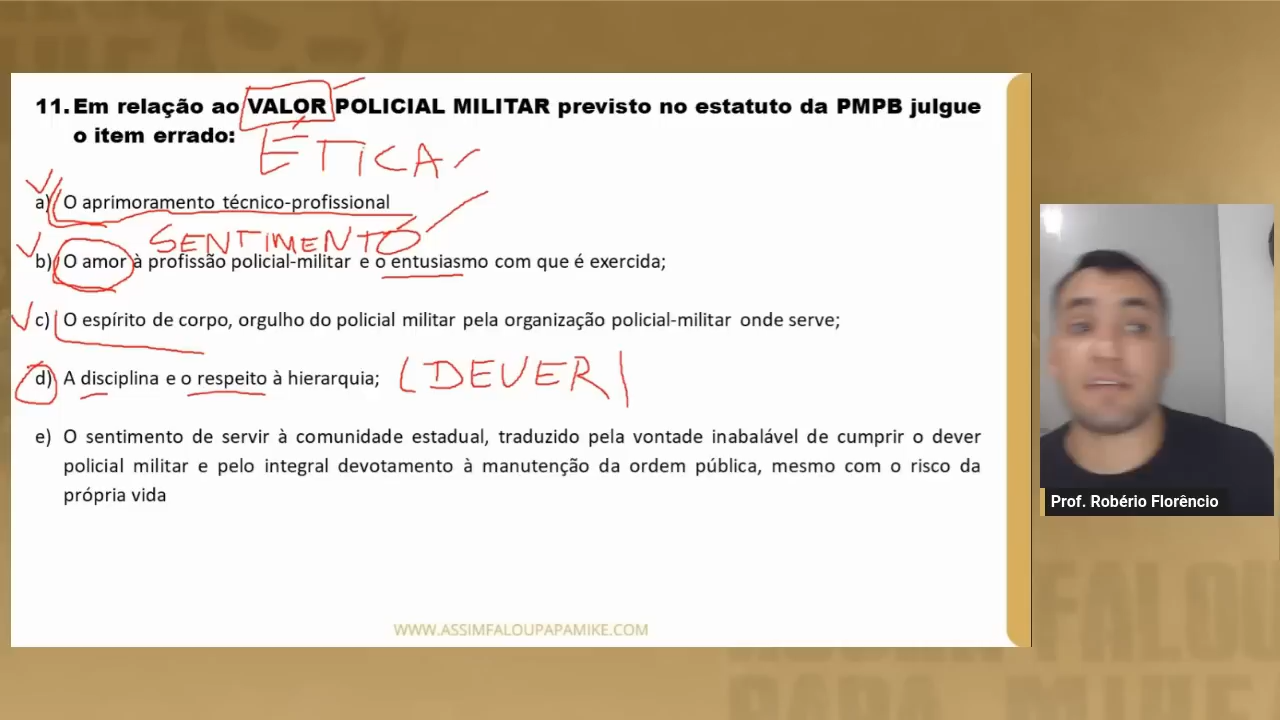 11. Em relação ao VALOR POLICIAL MILITAR previsto no estatuto da PMPB julgue
o item errado:
ÉTICA
a) O aprimoramento técnico-profissional
SENTIMENTO
b) O amor à profissão policial-militar e o entusiasmo com que é exercida;
c) O espírito de corpo, orgulho do policial militar pela organização policial-militar onde serve;
d) A disciplina e o respeito à hierarquia; (DEVER)
e) O sentimento de servir à comunidade estadual, traduzido pela vontade inabalável de cumprir o dever
policial militar e pelo integral devotamento à manutenção da ordem pública, mesmo com o risco da
própria vida
Prof. Robério Florêncio
WWW.ASSIMFALOUPAPAMIKE.COM